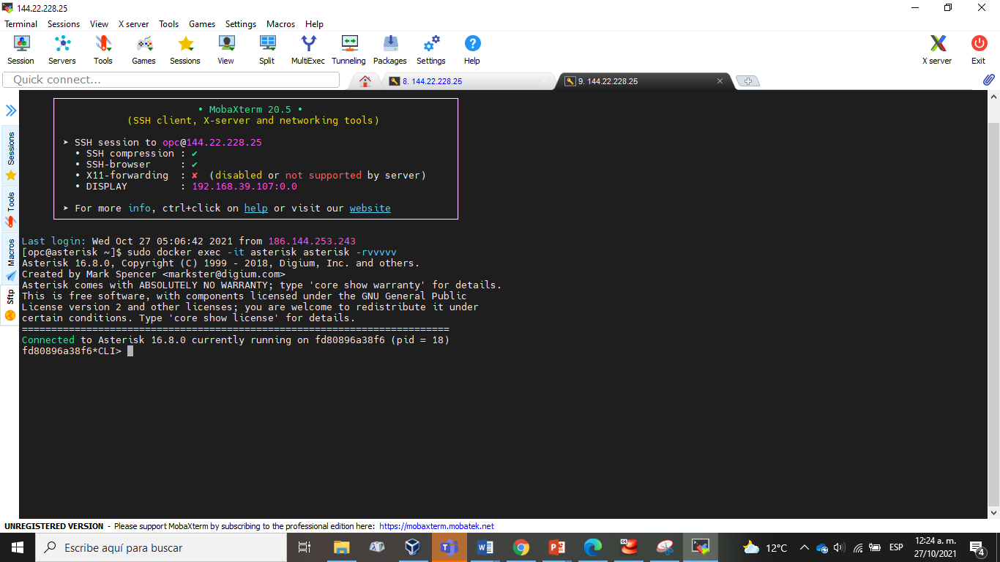 144.22.228.25
Terminal Sessions View X server Tools Games Settings Macros Help
Session Servers Tools Games Sessions View Split MultiExec Tunneling Packages Settings Help X server Exit
Quick connect... 8. 144.22.228.25 9. 144.22.228.25
Sessions
Tools
Macros
Sftp
• MobaXterm 20.5 •
(SSH client, X-server and networking tools)
➤ SSH session to opc@144.22.228.25
• SSH compression : ✔
• SSH-browser : ✔
• X11-forwarding : ✘ (disabled or not supported by server)
• DISPLAY : 192.168.39.107:0.0
➤ For more info, ctrl+click on help or visit our website
Last login: Wed Oct 27 05:06:42 2021 from 186.144.253.243
[opc@asterisk ~]$ sudo docker exec -it asterisk asterisk -rvvvvv
Asterisk 16.8.0, Copyright (C) 1999 - 2018, Digium, Inc. and others.
Created by Mark Spencer <markster@digium.com>
Asterisk comes with ABSOLUTELY NO WARRANTY; type 'core show warranty' for details.
This is free software, with components licensed under the GNU General Public
License version 2 and other licenses; you are welcome to redistribute it under
certain conditions. Type 'core show license' for details.
=========================================================================
Connected to Asterisk 16.8.0 currently running on fd80896a38f6 (pid = 18)
fd80896a38f6*CLI>
UNREGISTERED VERSION - Please support MobaXterm by subscribing to the professional edition here: https://mobaxterm.mobatek.net
Escribe aquí para buscar
12°C
ESP
12:24 a. m.
27/10/2021
4